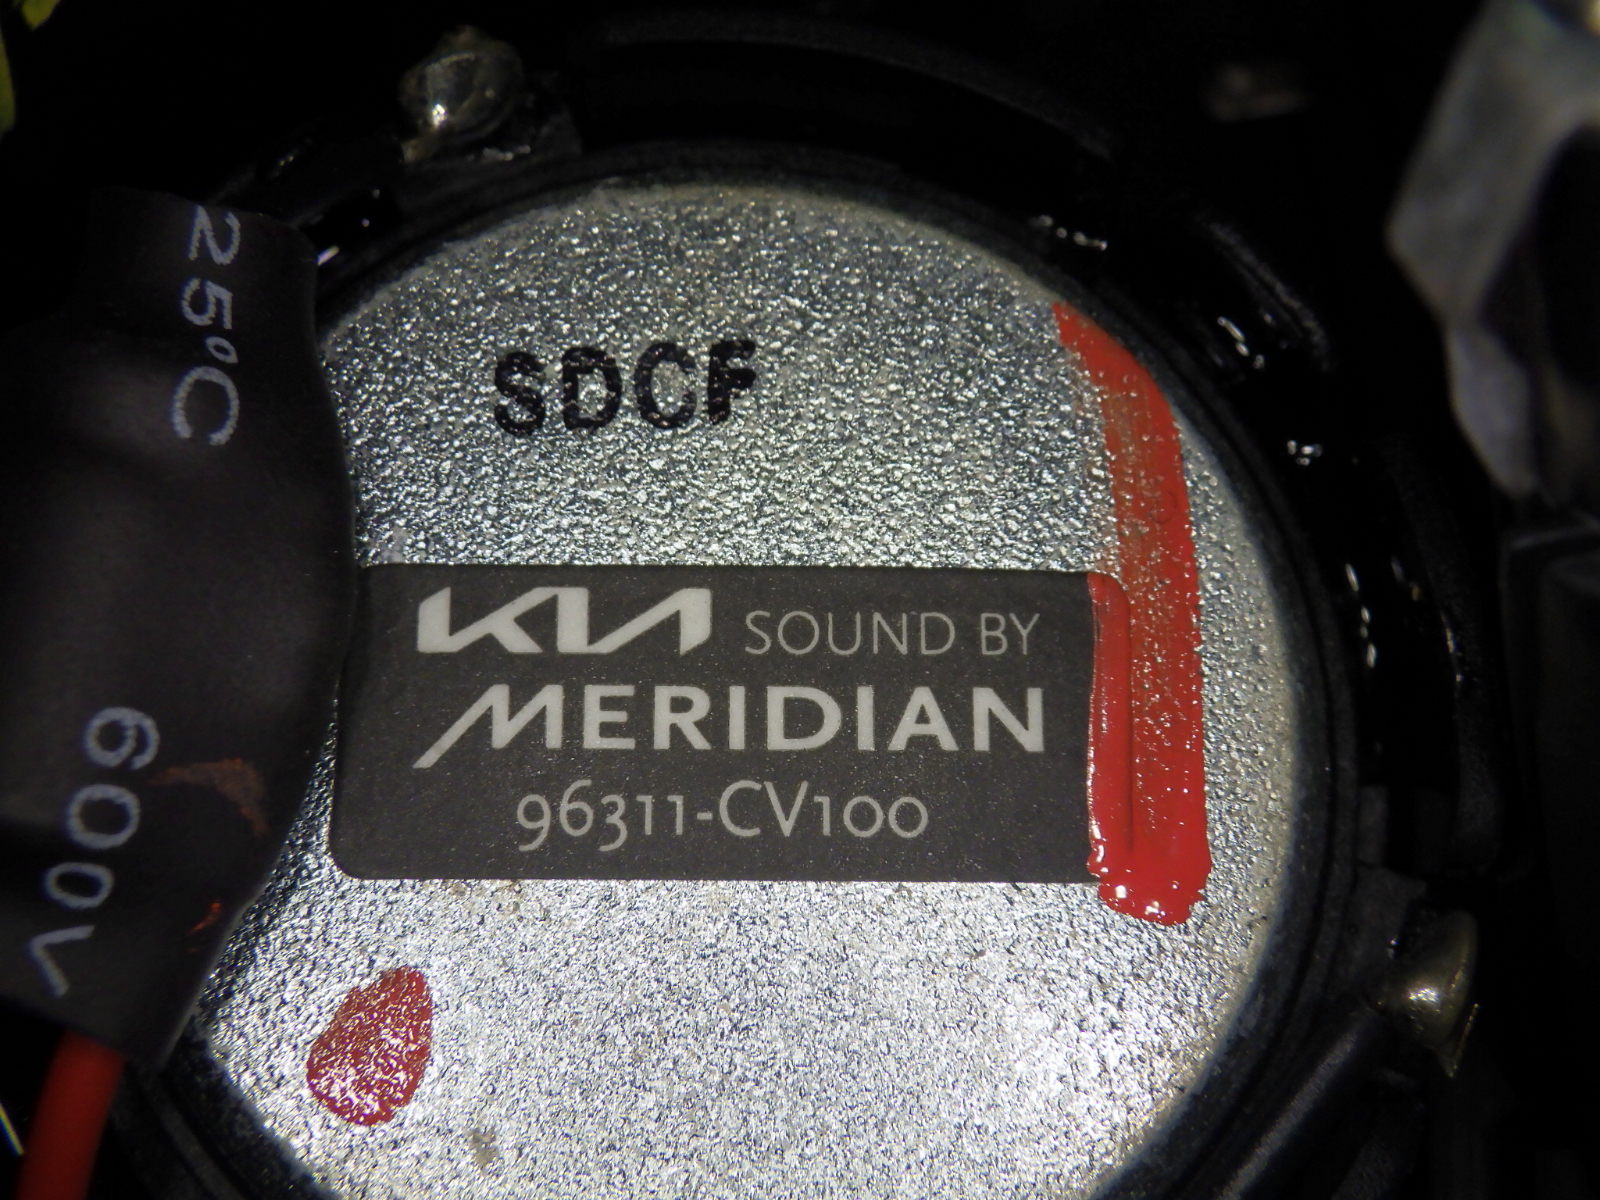 25°C
600V
SDCF
KIA SOUND BY
MERIDIAN
96311-CV100